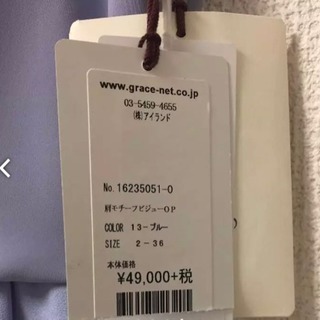 www.grace-net.co.jp
03-5459-4655
(株)アイランド
No.16235051-0
肩モチーフビジューOP
COLOR 13-ブルー
SIZE 2-36
本体価格
¥49,000+税